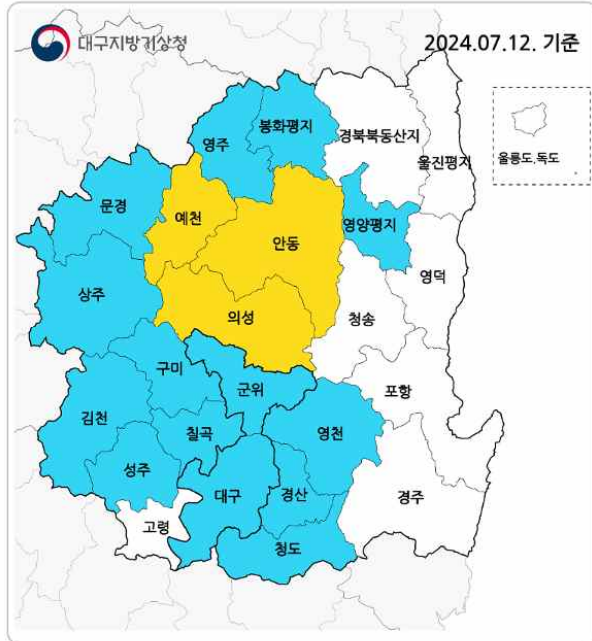 대구지방기상청
2024.07.12. 기준
봉화평지
경북북동산지
영주
울진평지
울릉도.독도
문경
예천
영양평지
안동
영덕
상주
의성
청송
구미
군위
포항
김천
칠곡
영천
성주
대구
경산
경주
고령
청도